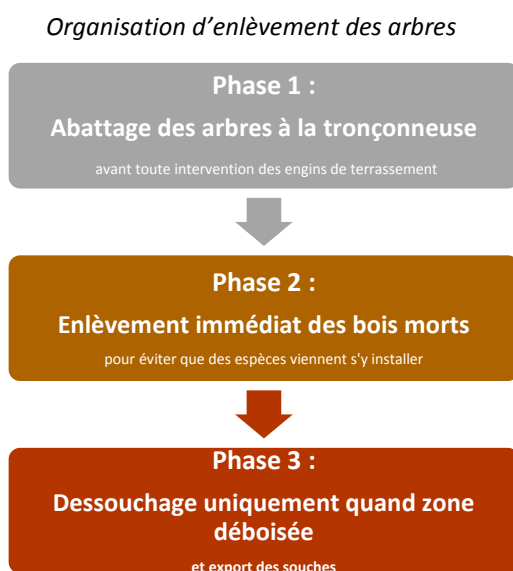 Organisation d'enlèvement des arbres
Phase 1 :
Abattage des arbres à la tronçonneuse
avant toute intervention des engins de terrassement
Phase 2 :
Enlèvement immédiat des bois morts
pour éviter que des espèces viennent s'y installer
Phase 3 :
Dessouchage uniquement quand zone
déboisée
et export des souches